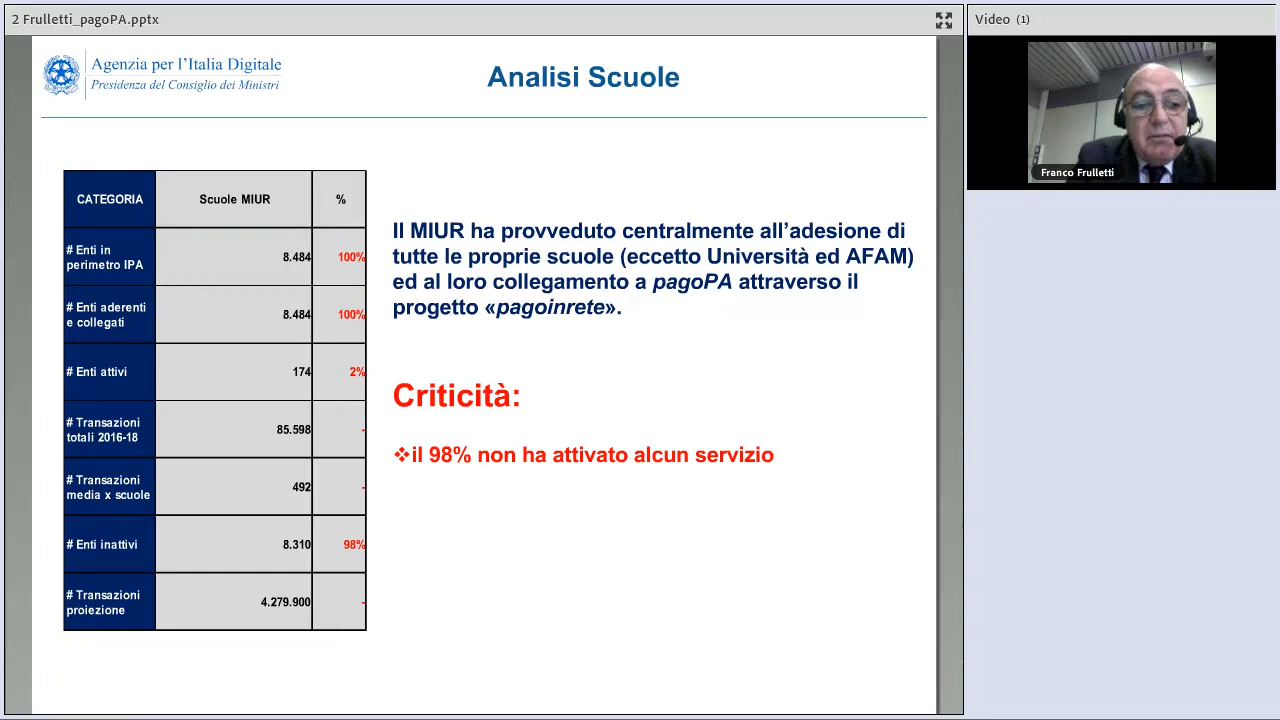 2 Frulletti_pagoPA.pptx
Video (1)
Agenzia per l'Italia Digitale
Presidenza del Consiglio dei Ministri
Analisi Scuole
Franco Frulletti
CATEGORIA Scuole MIUR %
# Enti in
perimetro IPA 8.484 100%
# Enti aderenti
e collegati 8.484 100%
# Enti attivi 174 2%
# Transazioni
totali 2016-18 85.598 -
# Transazioni
media x scuole 492 -
# Enti inattivi 8.310 98%
# Transazioni
proiezione 4.279.900 -
Il MIUR ha provveduto centralmente all'adesione di
tutte le proprie scuole (eccetto Università ed AFAM)
ed al loro collegamento a pagoPA attraverso il
progetto «pagoinrete».
Criticità:
❖il 98% non ha attivato alcun servizio